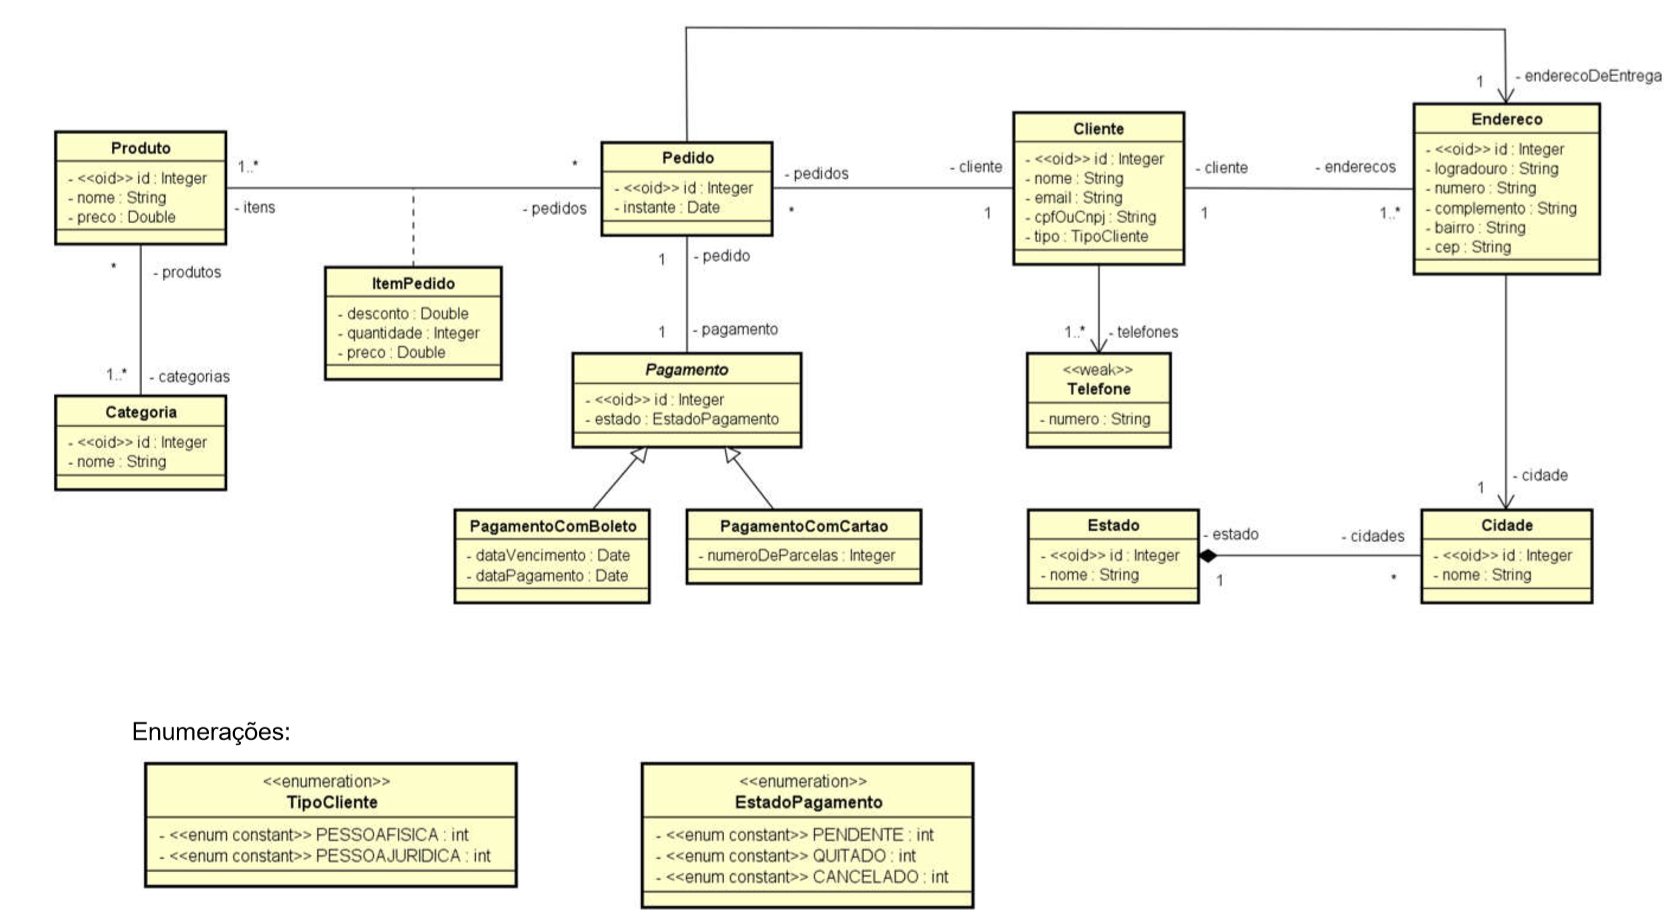 1
- enderecoDeEntrega
Produto
- <<oid>> id : Integer
- nome : String
- preco : Double
1..*
*
- itens
- pedidos
Pedido
- <<oid>> id : Integer
- instante : Date
- pedidos
- cliente
*
1
Cliente
- <<oid>> id : Integer
- nome : String
- email : String
- cpfOuCnpj : String
- tipo : TipoCliente
- cliente
- enderecos
1
1..*
Endereco
- <<oid>> id : Integer
- logradouro : String
- numero : String
- complemento : String
- bairro : String
- cep : String
*
- produtos
1..*
- categorias
Categoria
- <<oid>> id : Integer
- nome : String
ItemPedido
- desconto : Double
- quantidade : Integer
- preco : Double
1
- pedido
1
- pagamento
Pagamento
- <<oid>> id : Integer
- estado : EstadoPagamento
1..*
- telefones
<<weak>>
Telefone
- numero : String
PagamentoComBoleto
- dataVencimento : Date
- dataPagamento : Date
PagamentoComCartao
- numeroDeParcelas : Integer
1
- cidade
Estado
- <<oid>> id : Integer
- nome : String
- estado
- cidades
1
*
Cidade
- <<oid>> id : Integer
- nome : String
Enumerações:
<<enumeration>>
TipoCliente
- <<enum constant>> PESSOAFISICA : int
- <<enum constant>> PESSOAJURIDICA : int
<<enumeration>>
EstadoPagamento
- <<enum constant>> PENDENTE : int
- <<enum constant>> QUITADO : int
- <<enum constant>> CANCELADO : int